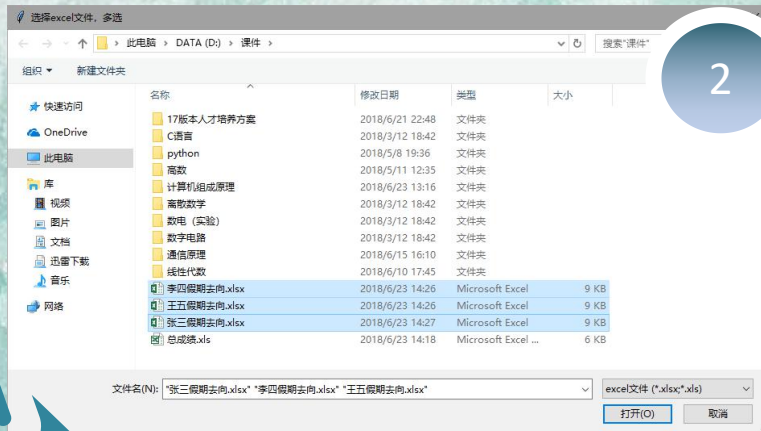 选择excel文件，多选
此电脑 › DATA (D:) › 课件 ›
搜索"课件"
2
组织 新建文件夹
名称 修改日期 类型 大小
快速访问
OneDrive
此电脑
库
视频
图片
文档
迅雷下载
音乐
网络
17版本人才培养方案 2018/6/21 22:48 文件夹
C语言 2018/3/12 18:42 文件夹
python 2018/5/8 19:36 文件夹
高数 2018/5/11 12:35 文件夹
计算机组成原理 2018/6/23 13:16 文件夹
离散数学 2018/3/12 18:42 文件夹
数电（实验） 2018/3/12 18:42 文件夹
数字电路 2018/3/12 18:42 文件夹
通信原理 2018/6/15 16:10 文件夹
线性代数 2018/6/10 17:45 文件夹
李四假期去向.xlsx 2018/6/23 14:26 Microsoft Excel 9 KB
王五假期去向.xlsx 2018/6/23 14:26 Microsoft Excel 9 KB
张三假期去向.xlsx 2018/6/23 14:27 Microsoft Excel 9 KB
总成绩.xls 2018/6/23 14:18 Microsoft Excel ... 6 KB
文件名(N): "张三假期去向.xlsx" "李四假期去向.xlsx" "王五假期去向.xlsx" excel文件 (*.xlsx;*.xls)
打开(O) 取消